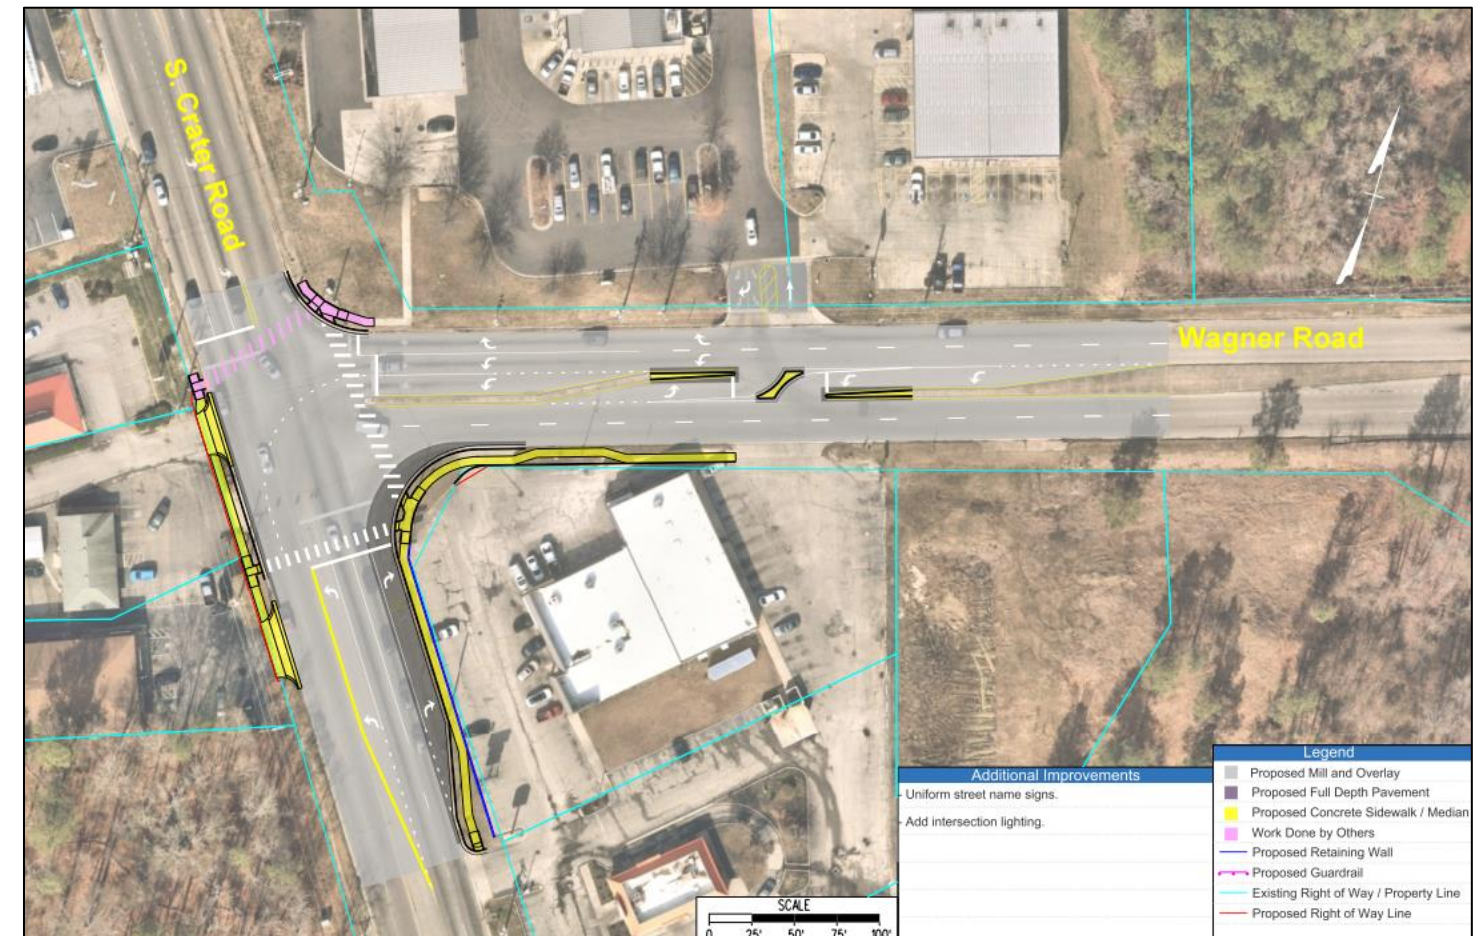 S. Crater Road
Wagner Road
Additional Improvements
- Uniform street name signs.
- Add intersection lighting.
Legend
Proposed Mill and Overlay
Proposed Full Depth Pavement
Proposed Concrete Sidewalk / Median
Work Done by Others
Proposed Retaining Wall
Proposed Guardrail
Existing Right of Way / Property Line
Proposed Right of Way Line
SCALE
0 25' 50' 75' 100'